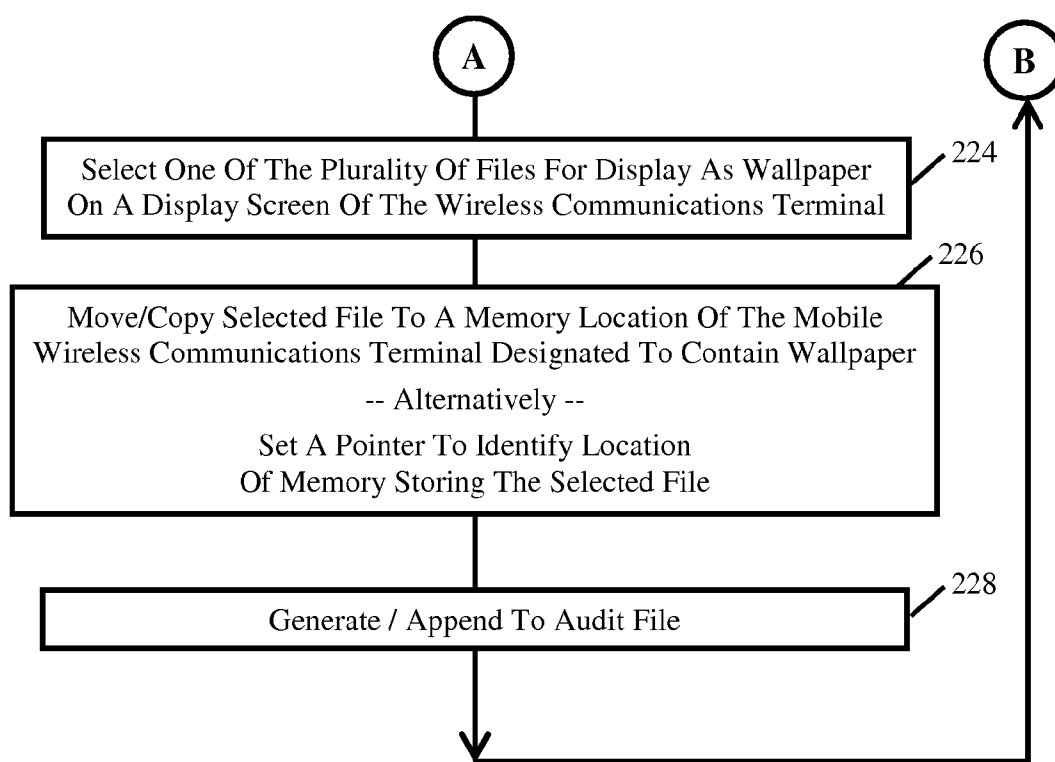 A
B
Select One Of The Plurality Of Files For Display As Wallpaper
On A Display Screen Of The Wireless Communications Terminal
224
226
Move/Copy Selected File To A Memory Location Of The Mobile
Wireless Communications Terminal Designated To Contain Wallpaper
-- Alternatively --
Set A Pointer To Identify Location
Of Memory Storing The Selected File
228
Generate / Append To Audit File